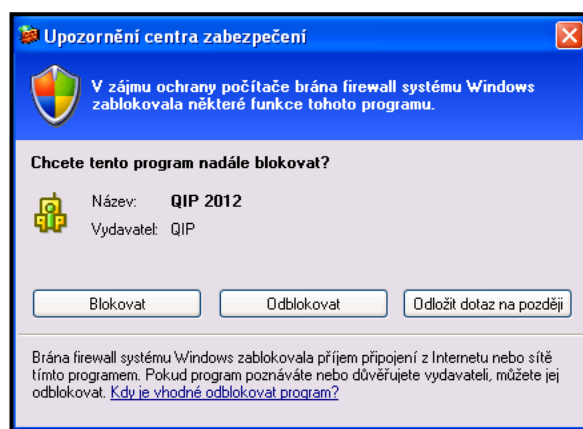 Upozornění centra zabezpečení
V zájmu ochrany počítače brána firewall systému Windows
zablokovala některé funkce tohoto programu.
Chcete tento program nadále blokovat?
Název: QIP 2012
Vydavatel: QIP
Blokovat Odblokovat Odložit dotaz na později
Brána firewall systému Windows zablokovala příjem připojení z Internetu nebo sítě
tímto programem. Pokud program poznáváte nebo důvěřujete vydavateli, můžete jej
odblokovat. Kdy je vhodné odblokovat program?